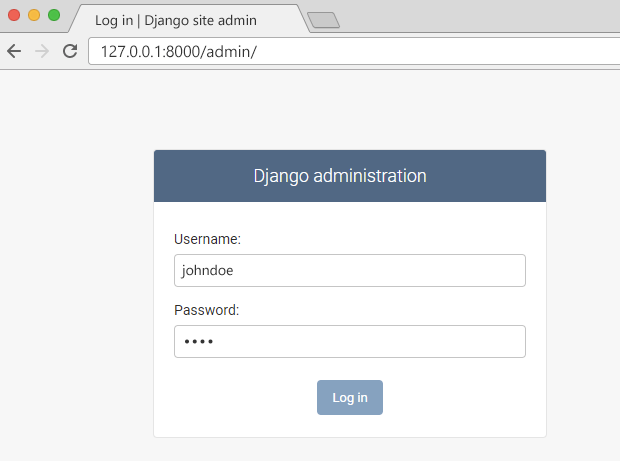 Log in | Django site admin
127.0.0.1:8000/admin/
Django administration
Username:
johndoe
Password:
••••
Log in